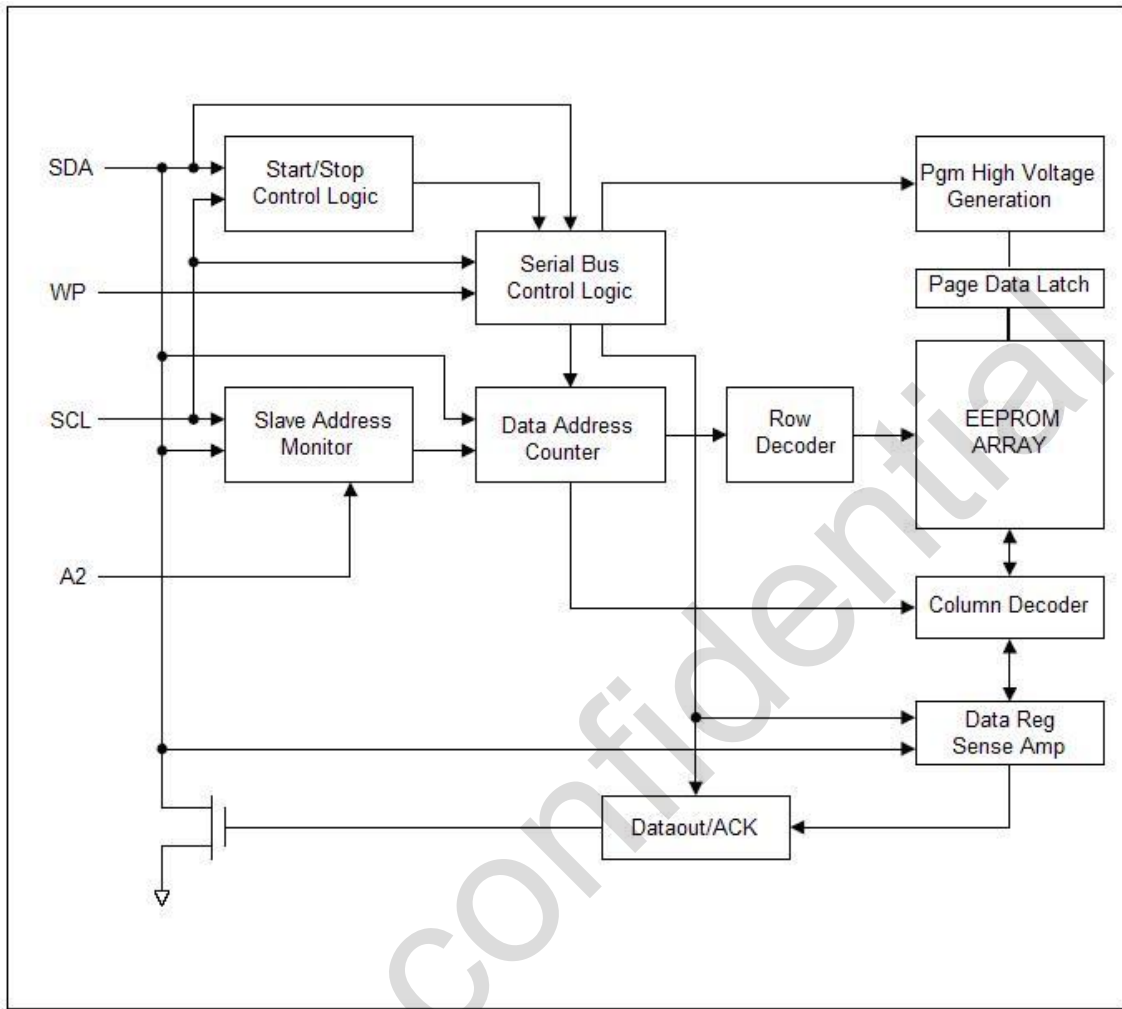 SDA
Start/Stop
Control Logic
Pgm High Voltage
Generation
WP
Serial Bus
Control Logic
Page Data Latch
SCL
Slave Address
Monitor
Data Address
Counter
Row
Decoder
EEPROM
ARRAY
A2
Column Decoder
Data Reg
Sense Amp
Dataout/ACK
confidential